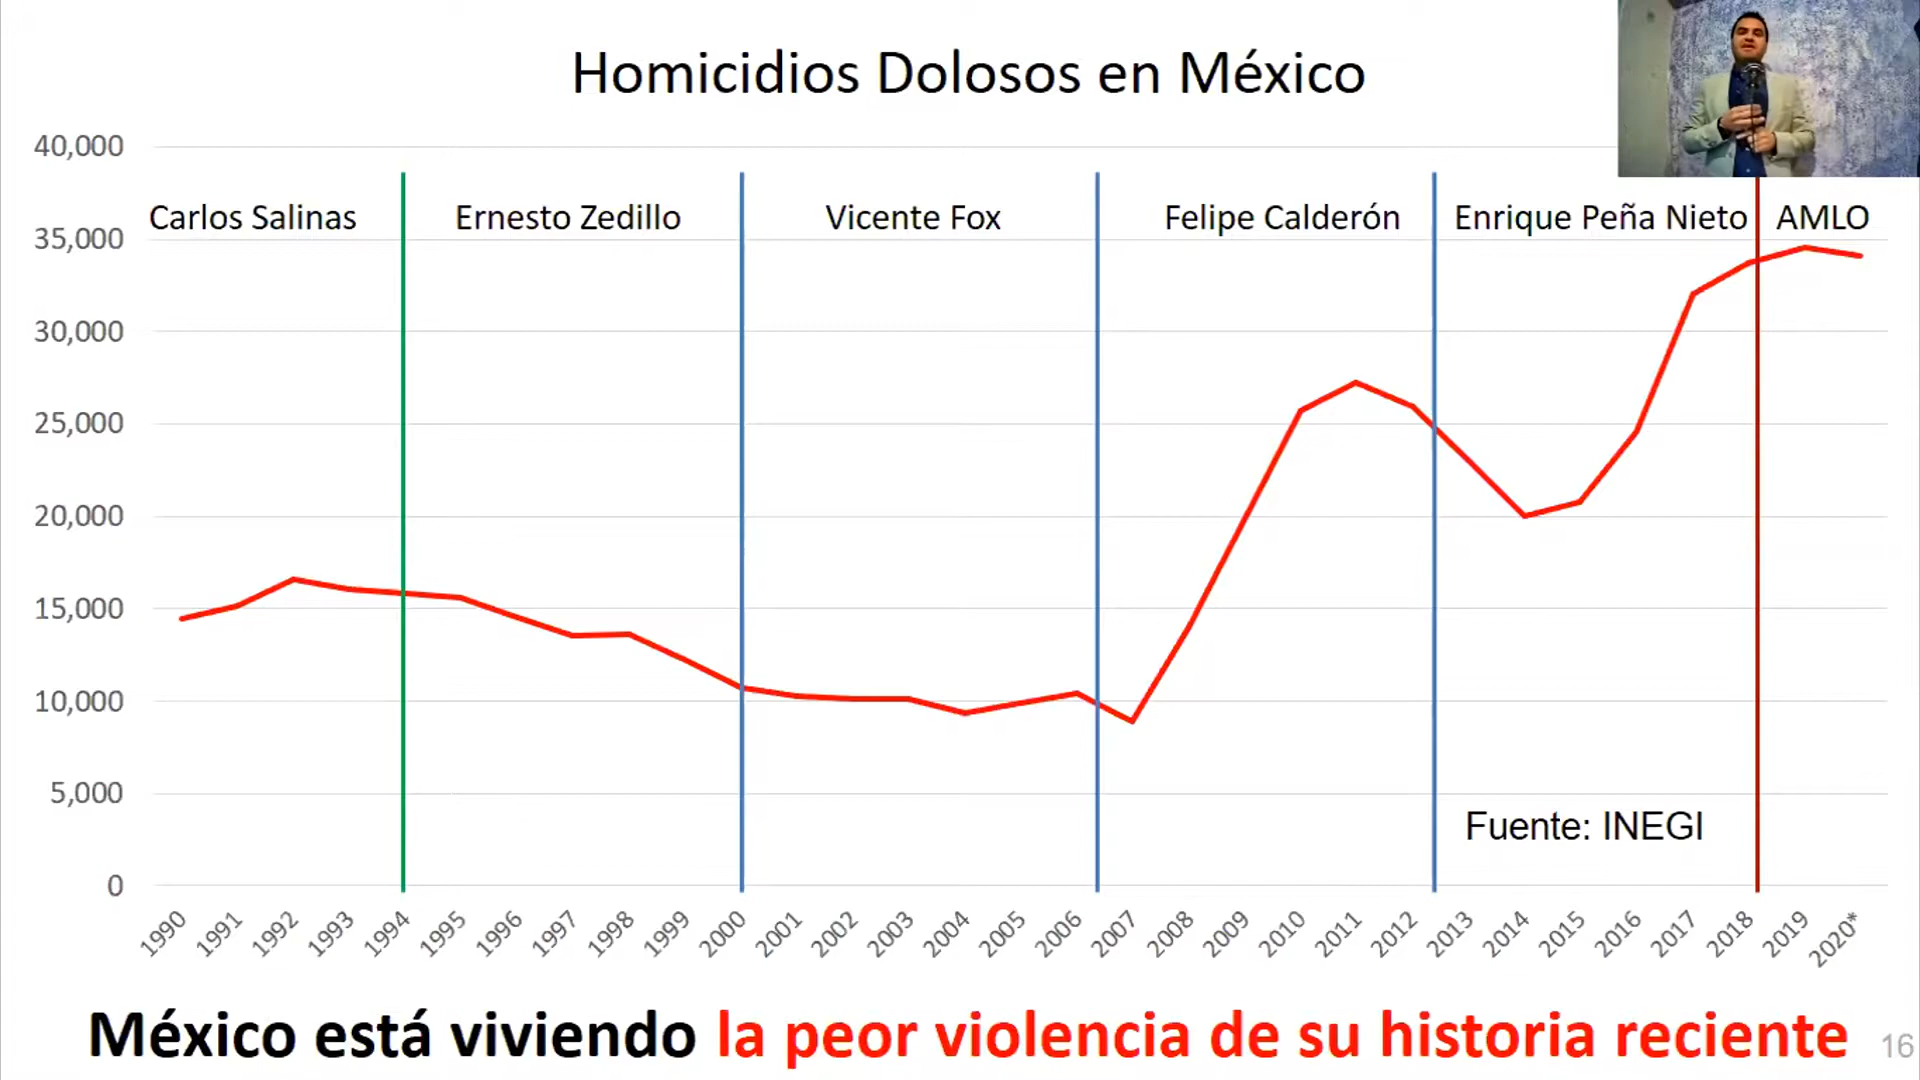 Homicidios Dolosos en México
40,000
Carlos Salinas Ernesto Zedillo Vicente Fox Felipe Calderón Enrique Peña Nieto AMLO
35,000
30,000
25,000
20,000
15,000
10,000
5,000
Fuente: INEGI
0
1990 1991 1992 1993 1994 1995 1996 1997 1998 1999 2000 2001 2002 2003 2004 2005 2006 2007 2008 2009 2010 2011 2012 2013 2014 2015 2016 2017 2018 2019 2020*
México está viviendo la peor violencia de su historia reciente
16